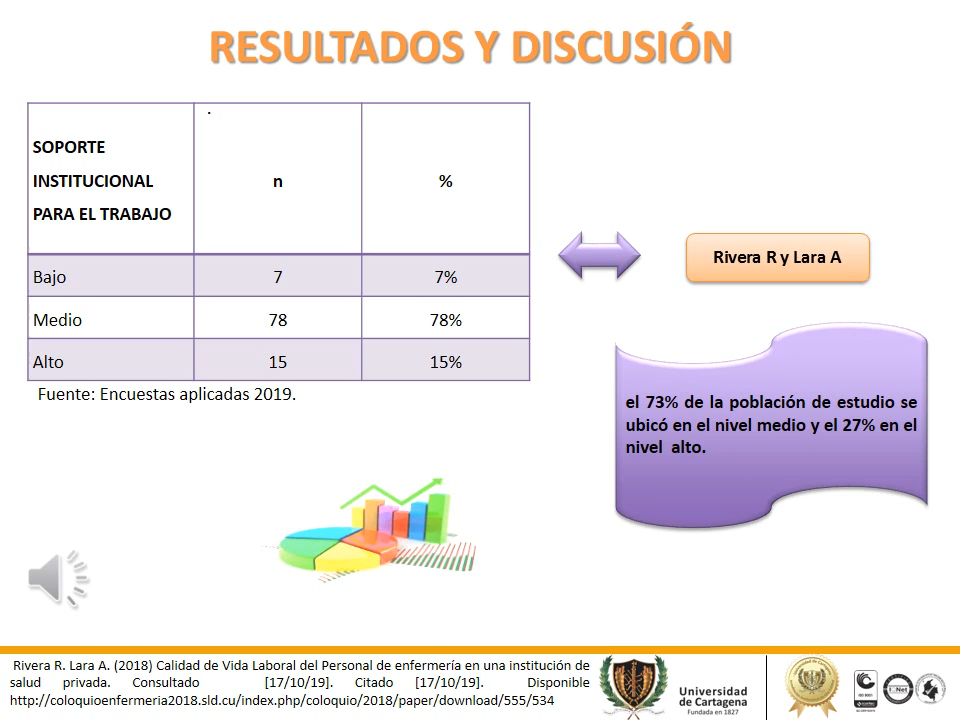 RESULTADOS Y DISCUSIÓN
.
SOPORTE
INSTITUCIONAL
PARA EL TRABAJO
n
%
Bajo 7 7%
Medio 78 78%
Alto 15 15%
Fuente: Encuestas aplicadas 2019.
Rivera R y Lara A
el 73% de la población de estudio se
ubicó en el nivel medio y el 27% en el
nivel alto.
Rivera R. Lara A. (2018) Calidad de Vida Laboral del Personal de enfermería en una institución de
salud privada. Consultado [17/10/19]. Citado [17/10/19]. Disponible
http://coloquioenfermeria2018.sld.cu/index.php/coloquio/2018/paper/download/555/534
Universidad
de Cartagena
Fundada en 1827